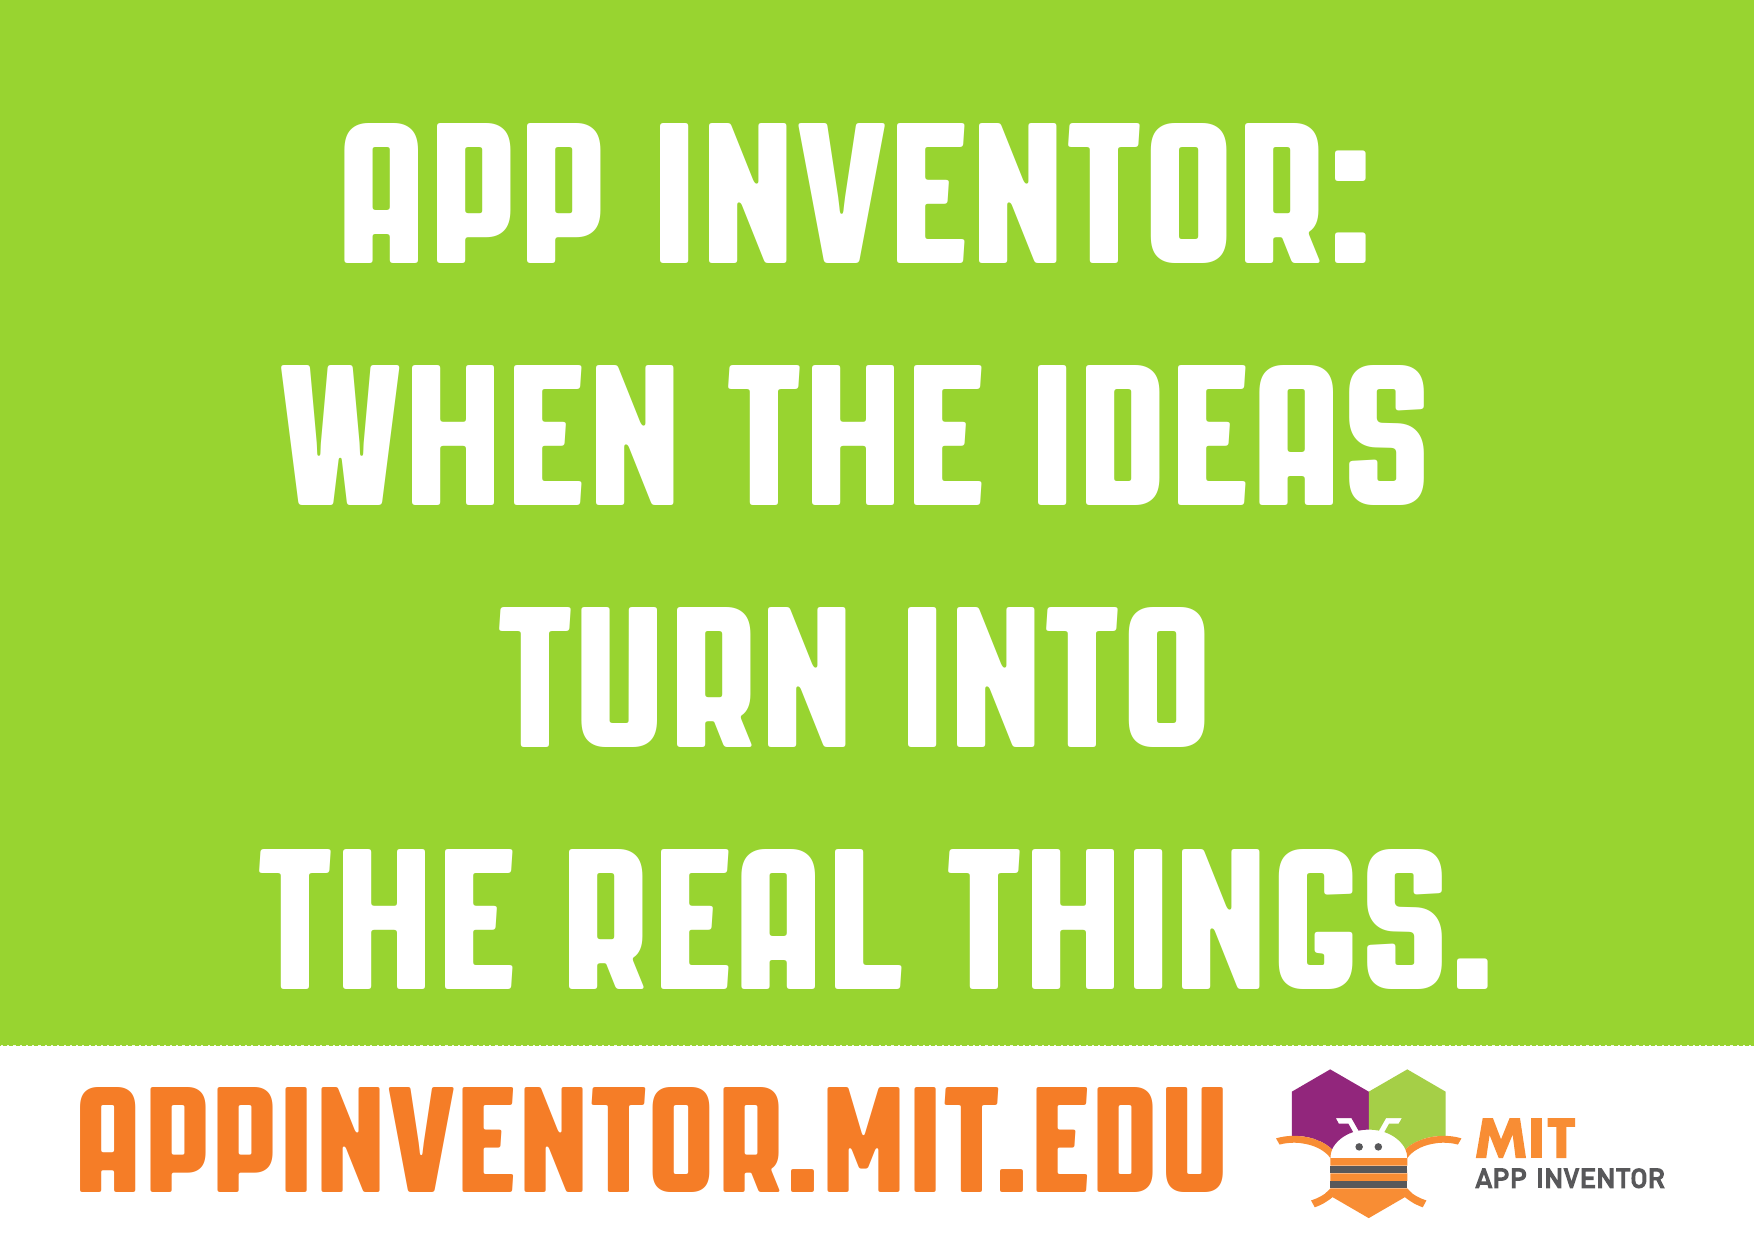 APP INVENTOR:
WHEN THE IDEAS
TURN INTO
THE REAL THINGS.
APPINVENTOR.MIT.EDU
MIT
APP INVENTOR